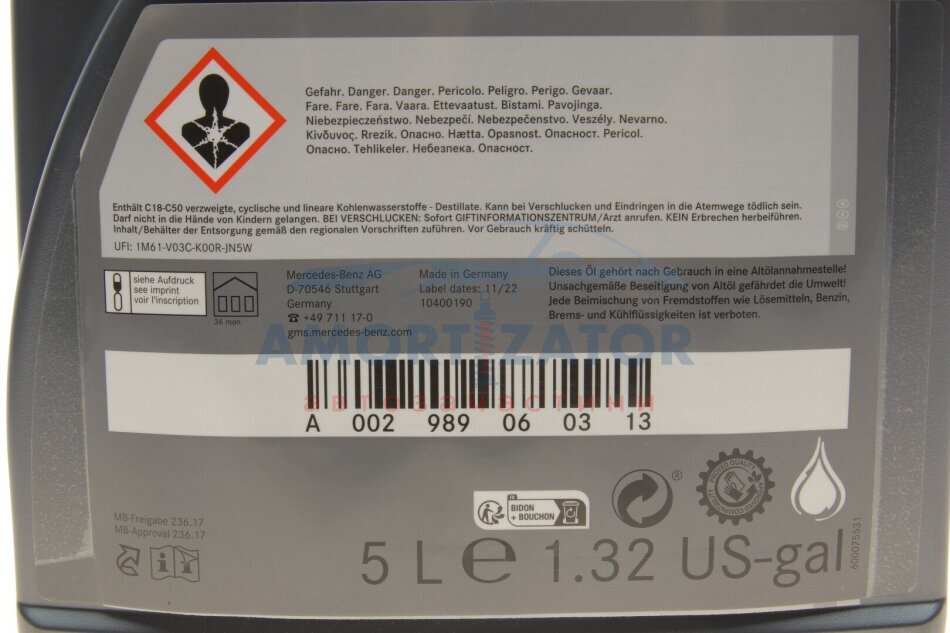 Gefahr. Danger. Danger. Pericolo. Peligro. Perigo. Gevaar.
Fare. Fare. Fara. Vaara. Ettevaatust. Bistami. Pavojinga.
Niebezpieczeństwo. Nebezpečí. Nebezpečenstvo. Veszély. Nevarno.
Κίνδυνος. Rrezik. Опасно. Hætta. Opasnost. Опасност. Pericol.
Опасно. Tehlikeler. Небезпека. Опасност.
Enthält C18-C50 verzweigte, cyclische und lineare Kohlenwasserstoffe - Destillate. Kann bei Verschlucken und Eindringen in die Atemwege tödlich sein.
Darf nicht in die Hände von Kindern gelangen. BEI VERSCHLUCKEN: Sofort GIFTINFORMATIONSZENTRUM/Arzt anrufen. KEIN Erbrechen herbeiführen.
Inhalt/Behälter der Entsorgung gemäß den regionalen Vorschriften zuführen. Vor Gebrauch kräftig schütteln.
UFI: 1M61-V03C-K00R-JN5W
siehe Aufdruck
see imprint
voir l'inscription
36 mon
Mercedes-Benz AG
D-70546 Stuttgart
Germany
☎ +49 711 17-0
gms.mercedes-benz.com
Made in Germany
Label dates: 11/22
10400190
Dieses Öl gehört nach Gebrauch in eine Altölannahmestelle!
Unsachgemäße Beseitigung von Altöl gefährdet die Umwelt!
Jede Beimischung von Fremdstoffen wie Lösemitteln, Benzin,
Brems- und Kühlflüssigkeiten ist verboten.
AMORTIZATOR
автозапчастини
A 002 989 06 03 13
MB-Freigabe 236.17
MB-Approval 236.17
FR
BIDON
+ BOUCHON
®
PROVED QUALITY
APPROVED COMPATIBILITY
600075531
5 L ℮ 1.32 US-gal